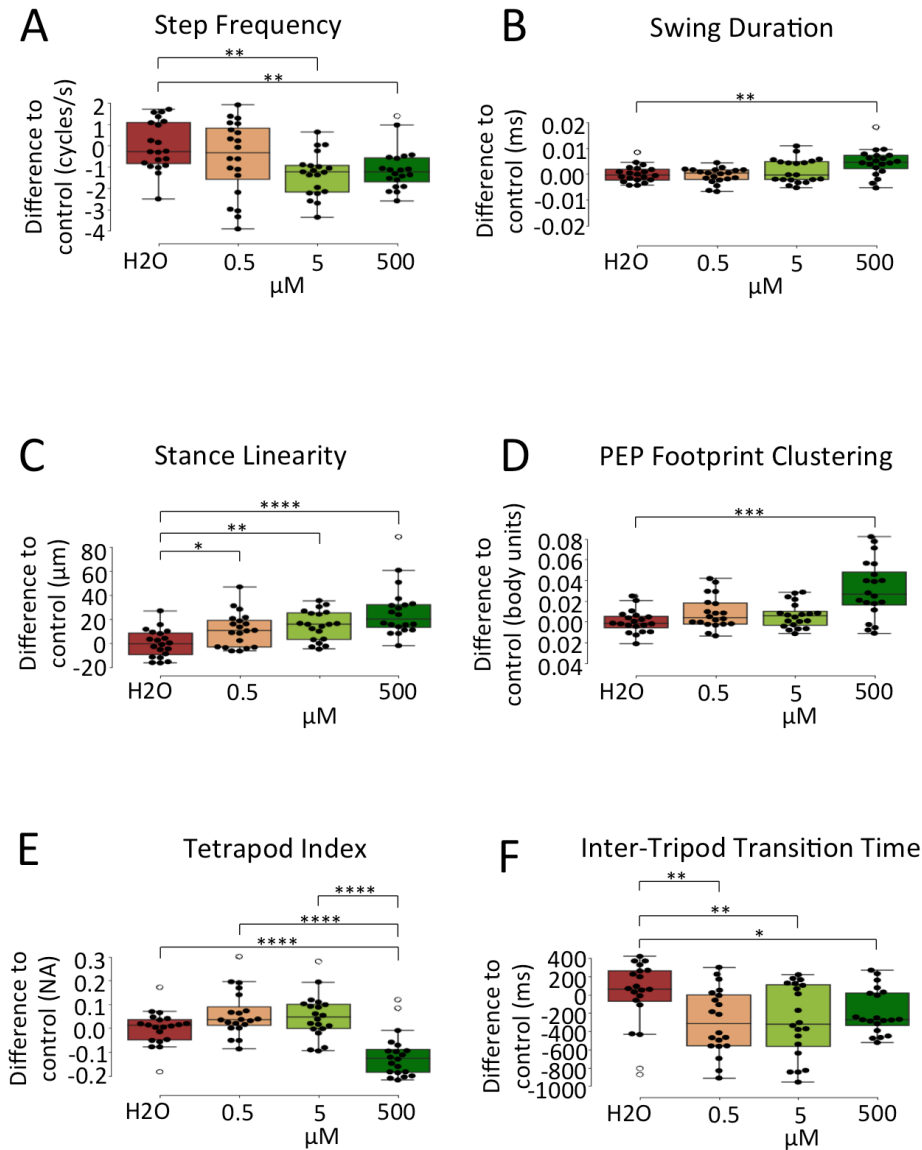 A Step Frequency
**
**
Difference to control (cycles/s)
2
1
0
-1
-2
-3
-4
H2O 0.5 5 500
μM
B Swing Duration
**
Difference to control (ms)
0.02
0.01
0.00
-0.01
-0.02
H2O 0.5 5 500
μM
C Stance Linearity
****
**
*
Difference to control (μm)
80
60
40
20
0
-20
H2O 0.5 500
μM
D PEP Footprint Clustering
***
Difference to control (body units)
0.08
0.06
0.04
0.02
0.00
0.02
0.04
H2O 0.5 5 500
μM
E Tetrapod Index
****
****
****
Difference to control (NA)
0.3
0.2
0.1
0.0
-0.1
-0.2
H2O 0.5 5 500
μM
F Inter-Tripod Transition Time
**
**
*
Difference to control (ms)
400
200
0
-200
-400
-600
-800
-1000
H2O 0.5 5 500
μM